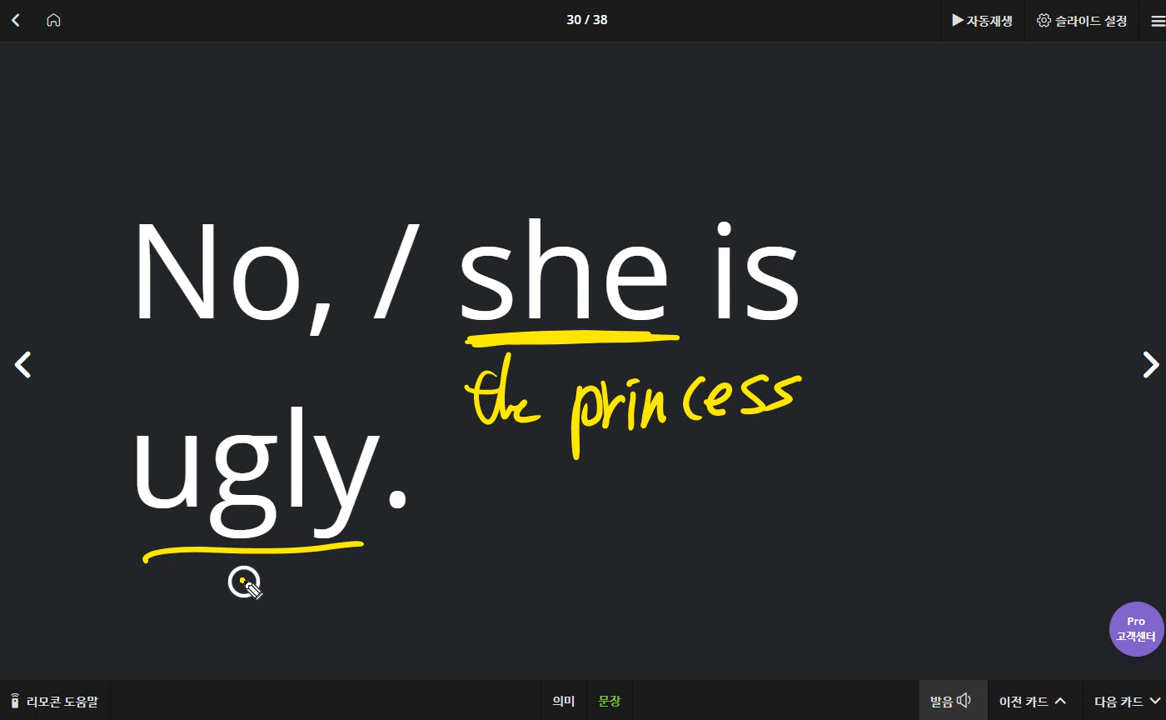 30 / 38
자동재생
슬라이드 설정
No, / she is
the princess
ugly.
Pro
고객센터
리모콘 도움말
의미
문장
발음
이전 카드
다음 카드